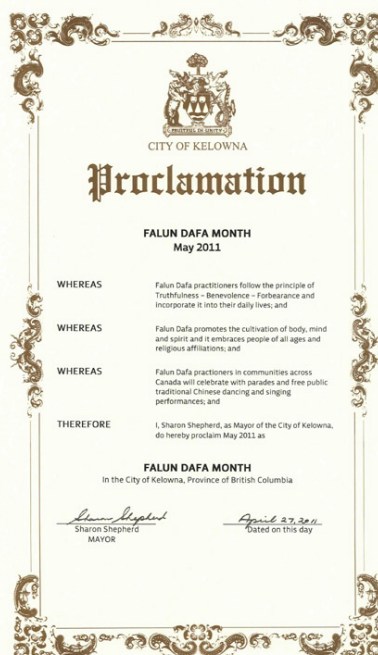 FRUITFUL IN UNITY
CITY OF KELOWNA
Proclamation
FALUN DAFA MONTH
May 2011
WHEREAS
Falun Dafa practitioners follow the principle of
Truthfulness – Benevolence – Forbearance and
incorporate it into their daily lives; and
WHEREAS
Falun Dafa promotes the cultivation of body, mind
and spirit and it embraces people of all ages and
religious affiliations; and
WHEREAS
Falun Dafa practioners in communities across
Canada will celebrate with parades and free public
traditional Chinese dancing and singing
performances; and
THEREFORE
I, Sharon Shepherd, as Mayor of the City of Kelowna,
do hereby proclaim May 2011 as
FALUN DAFA MONTH
In the City of Kelowna, Province of British Columbia
Sharon Shepherd
April 27, 2011
Sharon Shepherd
Dated on this day
MAYOR